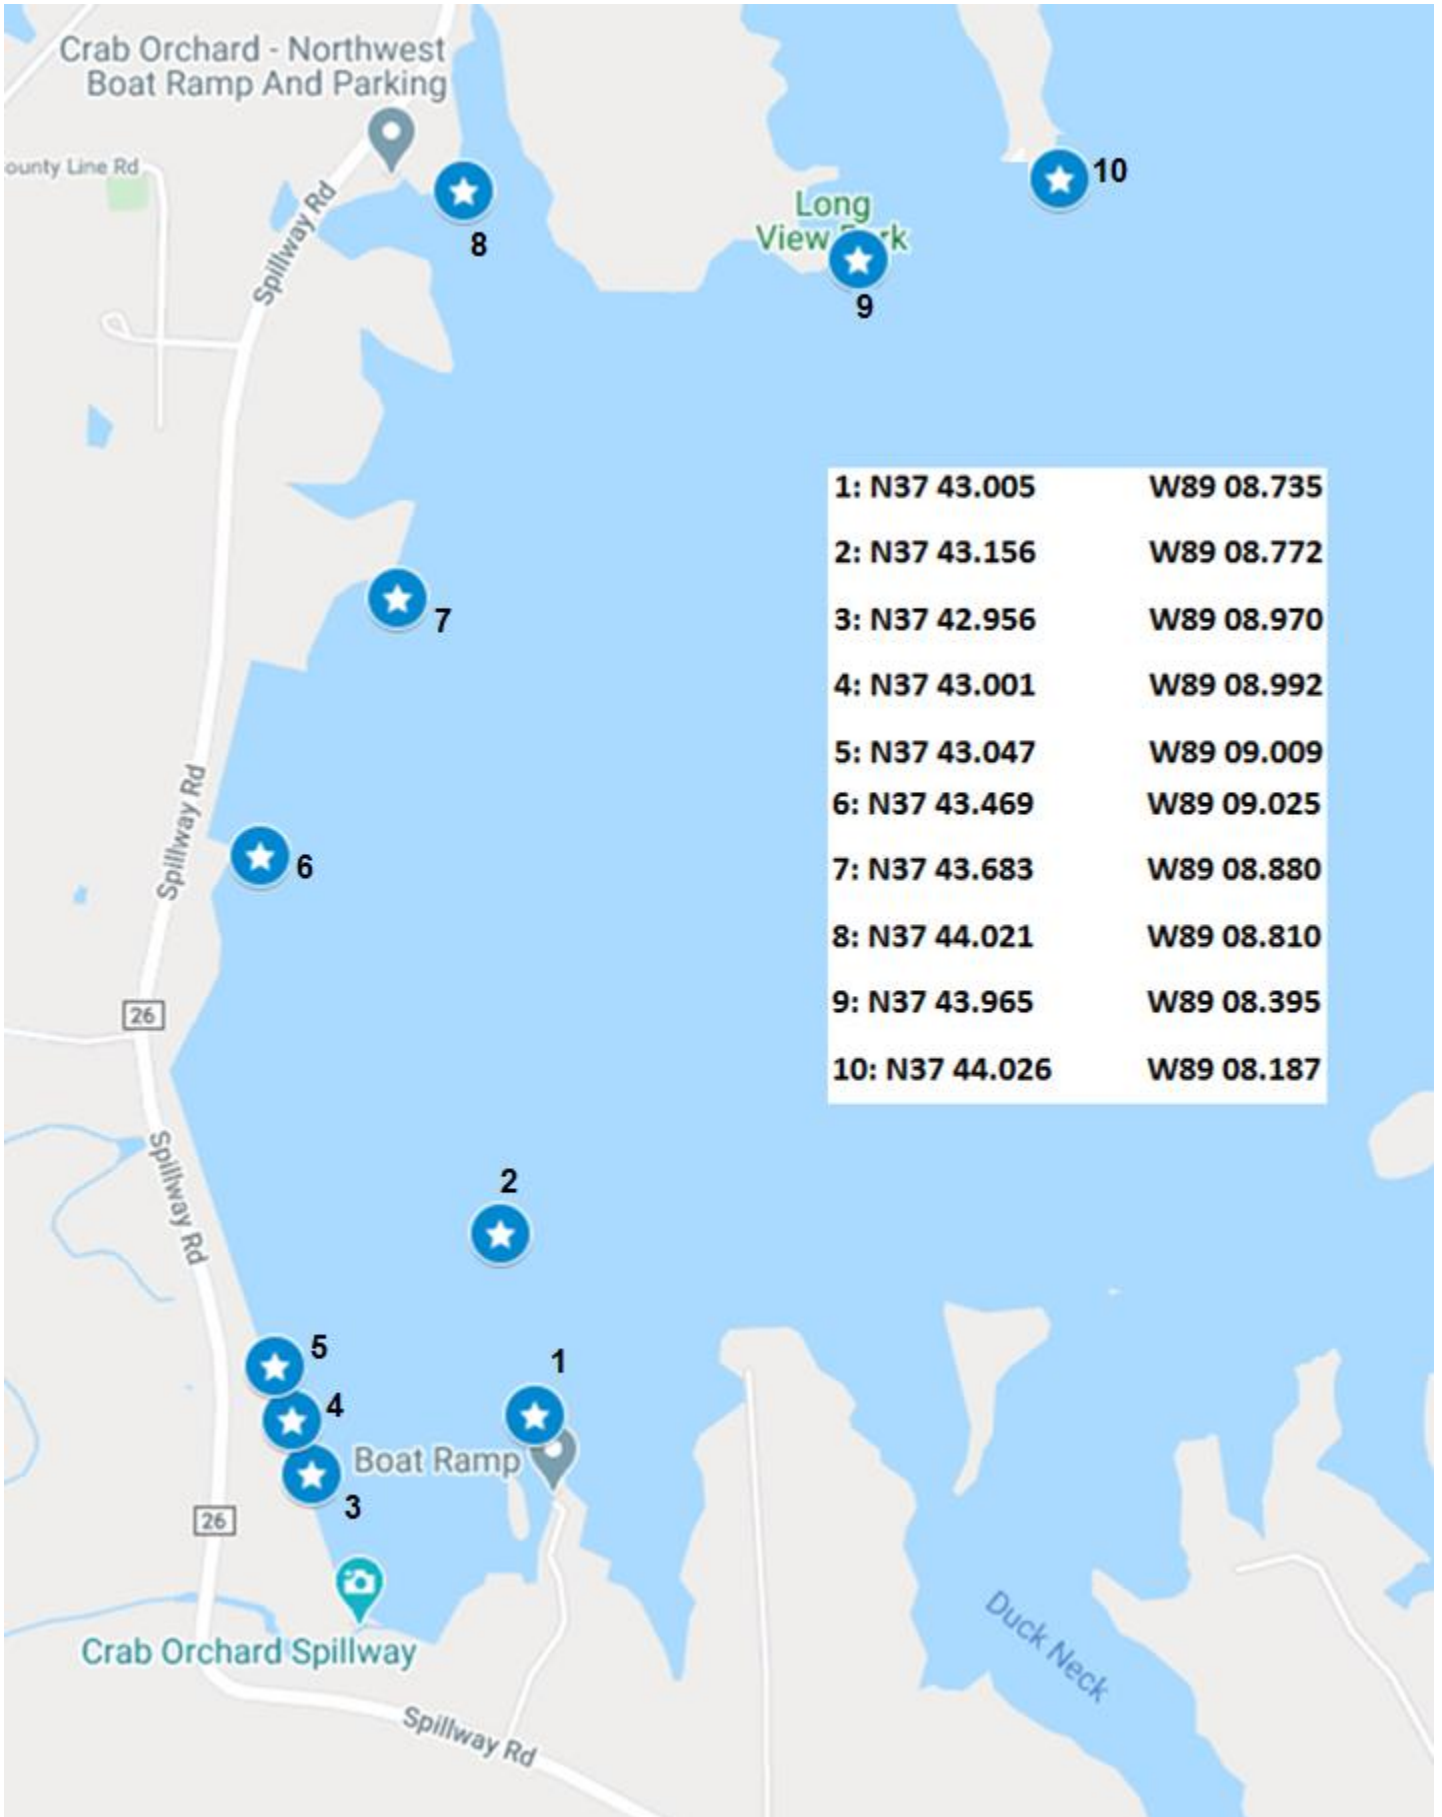 Crab Orchard - Northwest
Boat Ramp And Parking
ounty Line Rd
10
Long
View
8
Spillway Rd
9
1: N37 43.005 W89 08.735
2: N37 43.156 W89 08.772
3: N37 42.956 W89 08.970
4: N37 43.001 W89 08.992
5: N37 43.047 W89 09.009
6: N37 43.469 W89 09.025
7: N37 43.683 W89 08.880
8: N37 44.021 W89 08.810
9: N37 43.965 W89 08.395
10: N37 44.026 W89 08.187
7
Spillway Rd
6
26
Spillway Rd
2
5
1
4
Boat Ramp
3
26
Crab Orchard Spillway
Duck Neck
Spillway Rd